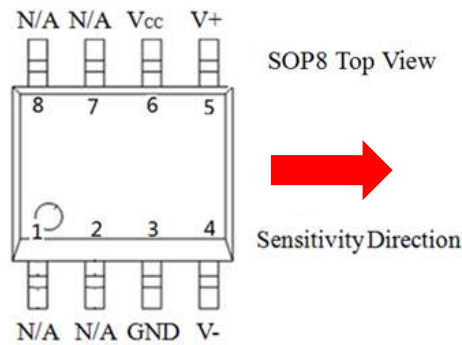 N/A N/A Vcc V+
SOP8 Top View
8 7 6 5
1 2 3 4
Sensitivity Direction
N/A N/A GND V-